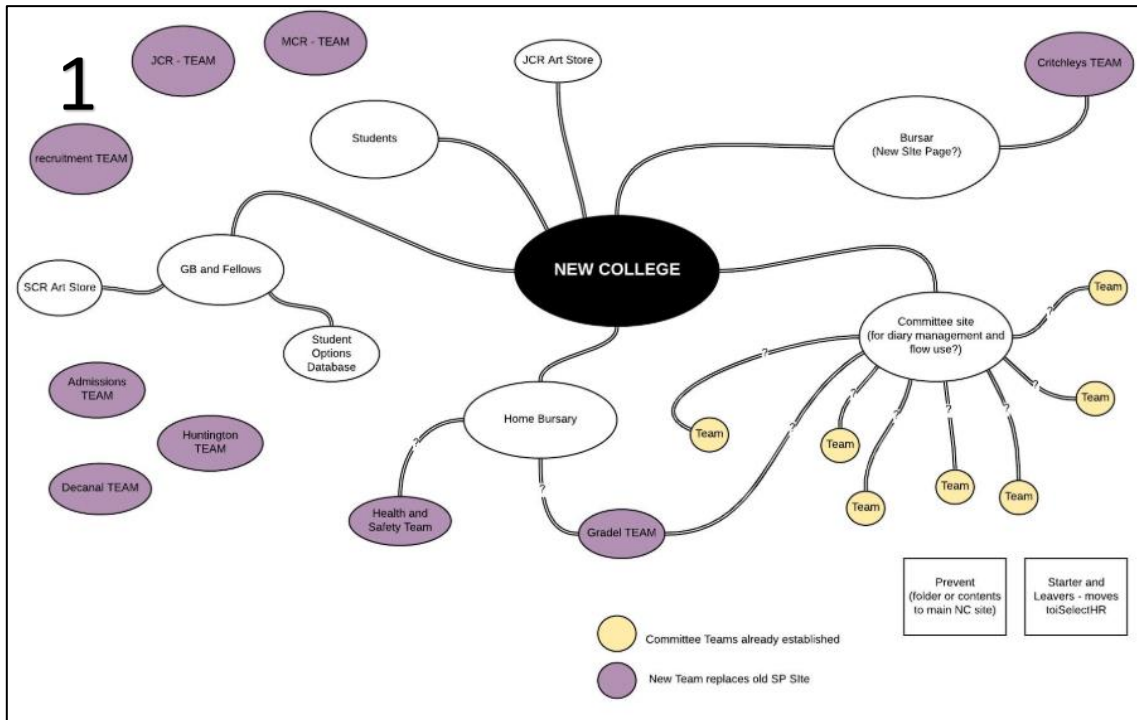 1
JCR - TEAM
MCR - TEAM
JCR Art Store
Critchleys TEAM
Students
Bursar
(New SIte Page?)
recruitment TEAM
NEW COLLEGE
GB and Fellows
SCR Art Store
Team
Student
Options
Database
Committee site
(for diary management and
flow use?)
?
?
?
?
?
?
?
?
Admissions
TEAM
Team
Huntington
TEAM
Home Bursary
Team
Team
?
?
Decanal TEAM
Team
Team
Team
Health and
Safety Team
Gradel TEAM
Prevent
(folder or contents
to main NC site)
Starter and
Leavers - moves
toiSelectHR
Committee Teams already established
New Team replaces old SP SIte